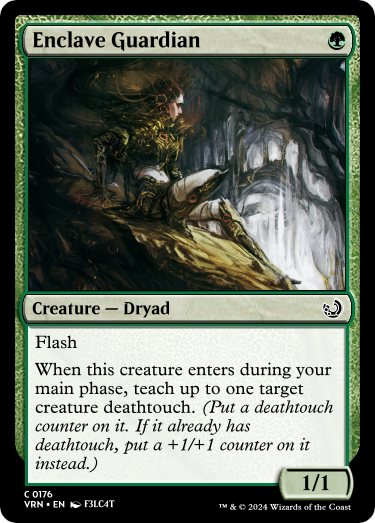 Enclave Guardian
Creature — Dryad
Flash
When this creature enters during your
main phase, teach up to one target
creature deathtouch. (Put a deathtouch
counter on it. If it already has
deathtouch, put a +1/+1 counter on it
instead.)
1/1
C 0176
VRN • EN F3LC4T
™ & © 2024 Wizards of the Coast